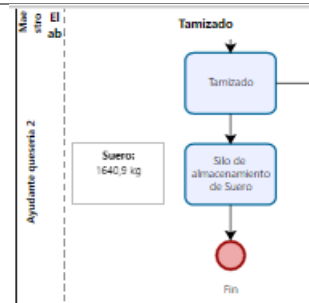 Mae
stro
El
ab
Tamizado
Tamizado
Ayudante quesería 2
Suero:
1640,9 kg
Silo de
almacenamiento
de Suero
Fin